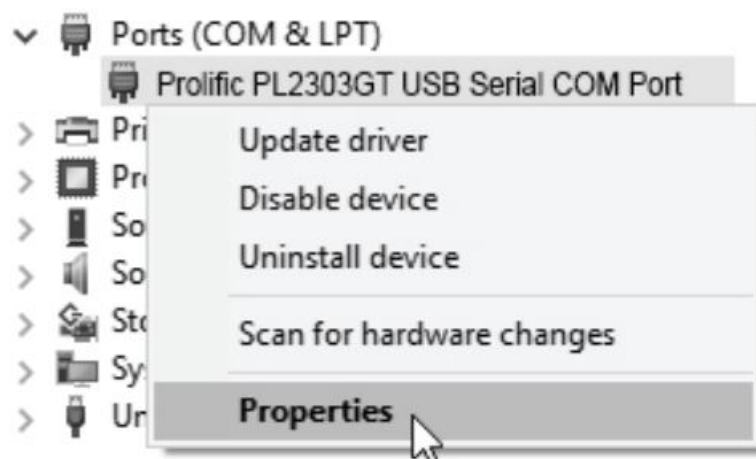 Ports (COM & LPT)
Prolific PL2303GT USB Serial COM Port
Update driver
Disable device
Uninstall device
Scan for hardware changes
Properties